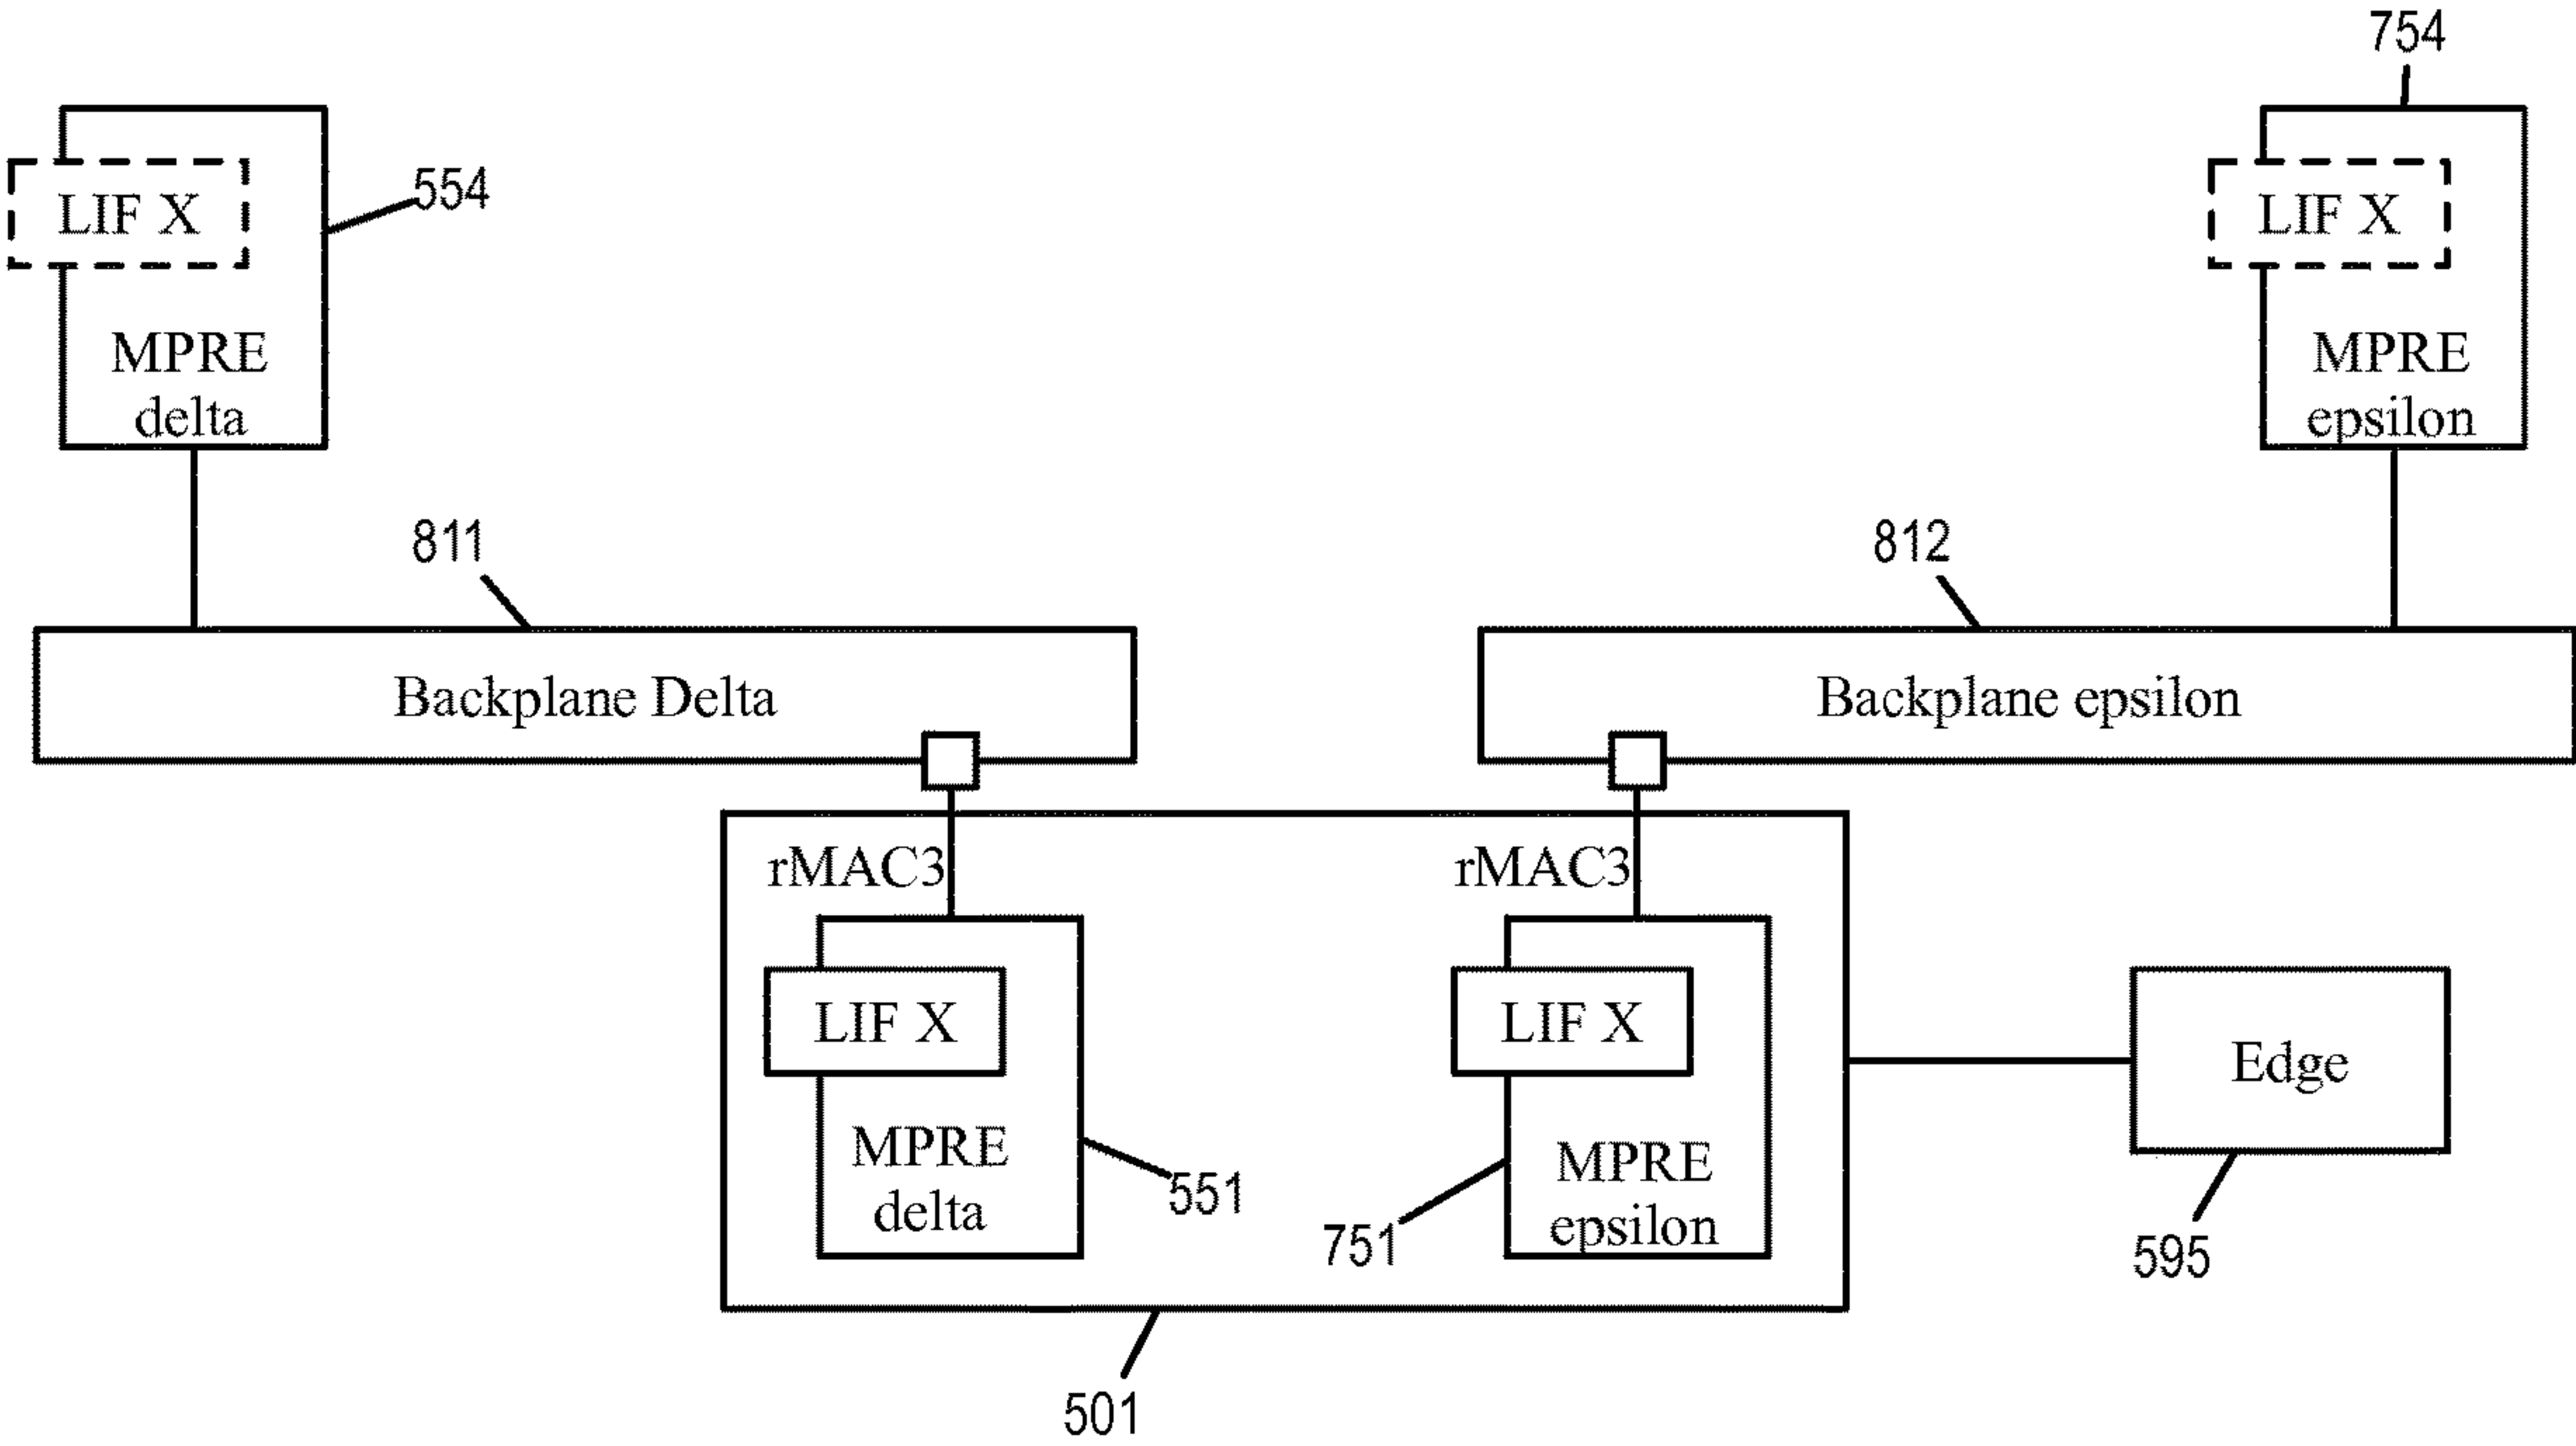 754
LIF X
554
MPRE
delta
LIF X
MPRE
epsilon
811
812
Backplane Delta
Backplane epsilon
rMAC3
rMAC3
LIF X
MPRE
delta
551
LIF X
MPRE
epsilon
751
Edge
595
501